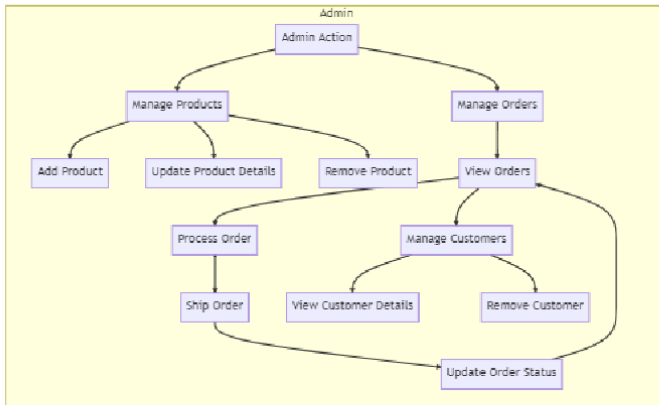 Admin
Admin Action
Manage Products
Manage Orders
Add Product
Update Product Details
Remove Product
View Orders
Process Order
Manage Customers
Ship Order
View Customer Details
Remove Customer
Update Order Status